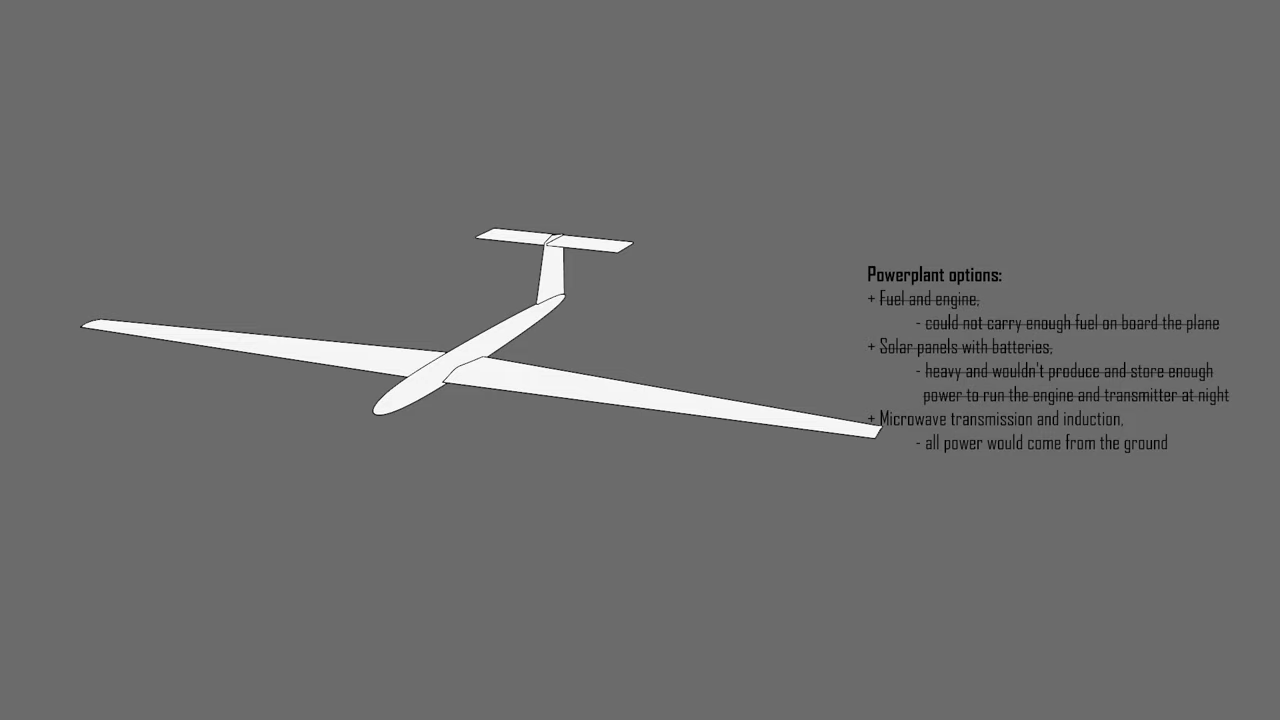 Powerplant options:
+ Fuel and engine,
- could not carry enough fuel on board the plane
+ Solar panels with batteries,
- heavy and wouldn't produce and store enough
power to run the engine and transmitter at night
+ Microwave transmission and induction,
- all power would come from the ground